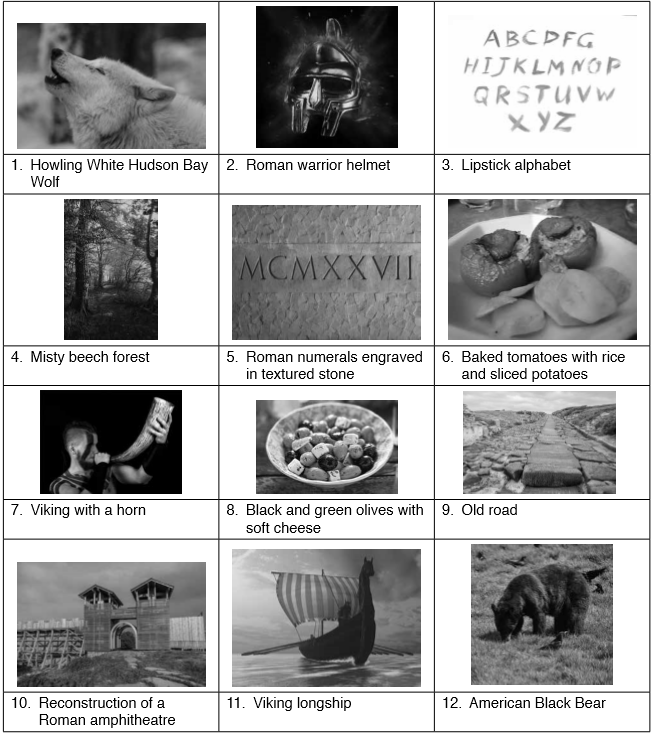 ABCDFG
HIJKLMNOP
QRSTUVW
XYZ
1. Howling White Hudson Bay
Wolf
2. Roman warrior helmet
3. Lipstick alphabet
MCMXXVII
4. Misty beech forest
5. Roman numerals engraved
in textured stone
6. Baked tomatoes with rice
and sliced potatoes
7. Viking with a horn
8. Black and green olives with
soft cheese
9. Old road
10. Reconstruction of a
Roman amphitheatre
11. Viking longship
12. American Black Bear